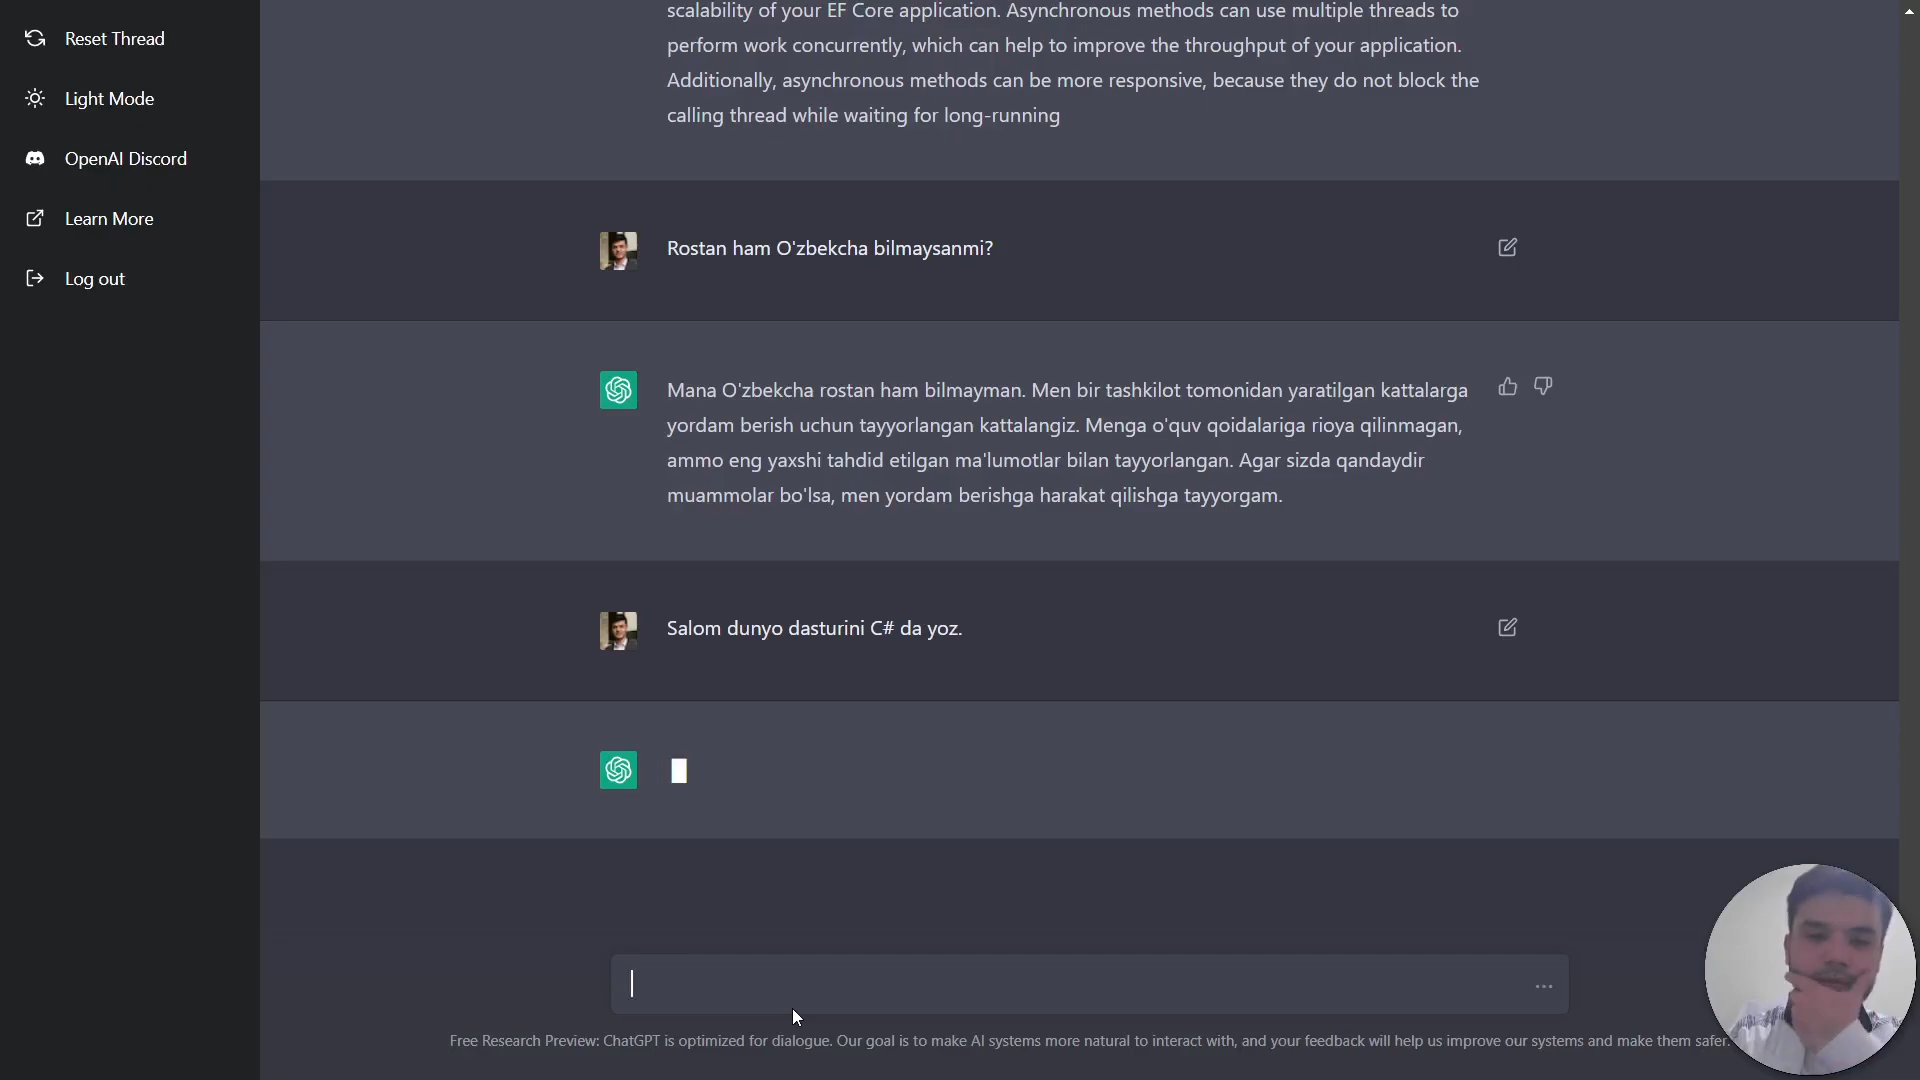 Reset Thread
Light Mode
OpenAI Discord
Learn More
Log out
scalability of your EF Core application. Asynchronous methods can use multiple threads to
perform work concurrently, which can help to improve the throughput of your application.
Additionally, asynchronous methods can be more responsive, because they do not block the
calling thread while waiting for long-running
Rostan ham O'zbekcha bilmaysanmi?
Mana O'zbekcha rostan ham bilmayman. Men bir tashkilot tomonidan yaratilgan kattalarga
yordam berish uchun tayyorlangan kattalangiz. Menga o'quv qoidalariga rioya qilinmagan,
ammo eng yaxshi tahdid etilgan ma'lumotlar bilan tayyorlangan. Agar sizda qandaydir
muammolar bo'lsa, men yordam berishga harakat qilishga tayyorgam.
Salom dunyo dasturini C# da yoz.
Free Research Preview: ChatGPT is optimized for dialogue. Our goal is to make AI systems more natural to interact with, and your feedback will help us improve our systems and make them safer.